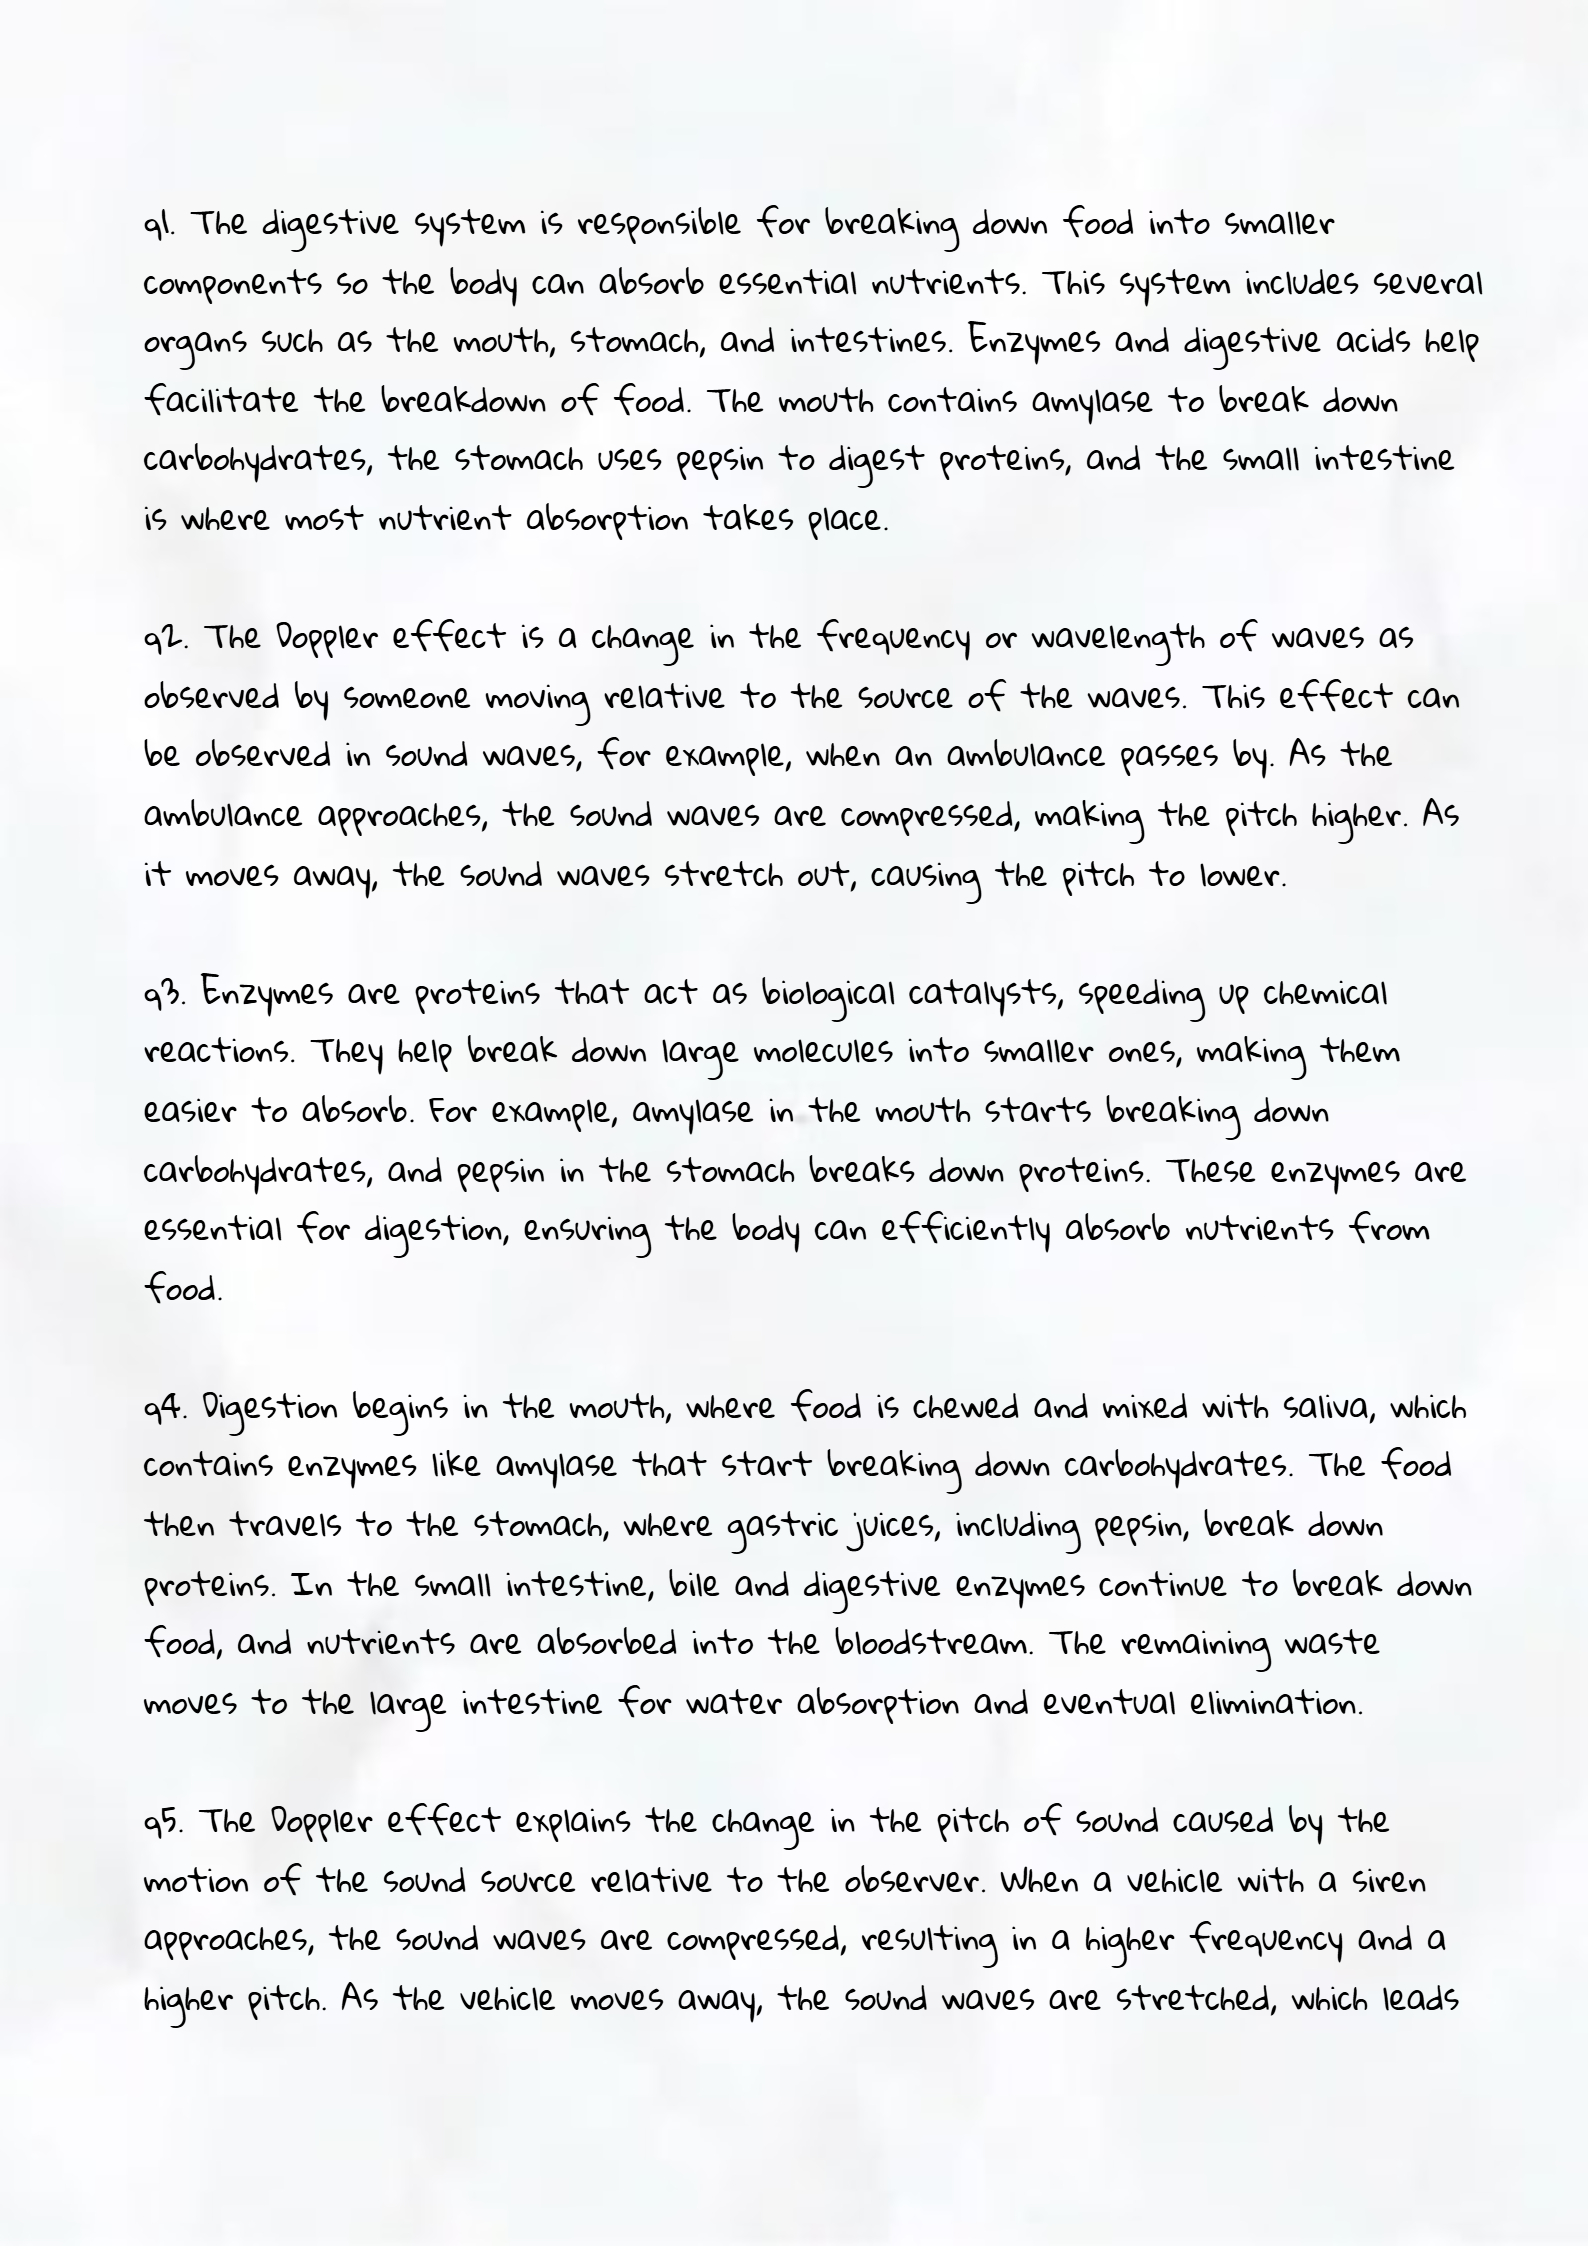 q1. The digestive system is responsible for breaking down food into smaller
components so the body can absorb essential nutrients. This system includes several
organs such as the mouth, stomach, and intestines. Enzymes and digestive acids help
facilitate the breakdown of food. The mouth contains amylase to break down
carbohydrates, the stomach uses pepsin to digest proteins, and the small intestine
is where most nutrient absorption takes place.
q2. The Doppler effect is a change in the frequency or wavelength of waves as
observed by someone moving relative to the source of the waves. This effect can
be observed in sound waves, for example, when an ambulance passes by. As the
ambulance approaches, the sound waves are compressed, making the pitch higher. As
it moves away, the sound waves stretch out, causing the pitch to lower.
q3. Enzymes are proteins that act as biological catalysts, speeding up chemical
reactions. They help break down large molecules into smaller ones, making them
easier to absorb. For example, amylase in the mouth starts breaking down
carbohydrates, and pepsin in the stomach breaks down proteins. These enzymes are
essential for digestion, ensuring the body can efficiently absorb nutrients from
food.
q4. Digestion begins in the mouth, where food is chewed and mixed with saliva, which
contains enzymes like amylase that start breaking down carbohydrates. The food
then travels to the stomach, where gastric juices, including pepsin, break down
proteins. In the small intestine, bile and digestive enzymes continue to break down
food, and nutrients are absorbed into the bloodstream. The remaining waste
moves to the large intestine for water absorption and eventual elimination.
q5. The Doppler effect explains the change in the pitch of sound caused by the
motion of the sound source relative to the observer. When a vehicle with a siren
approaches, the sound waves are compressed, resulting in a higher frequency and a
higher pitch. As the vehicle moves away, the sound waves are stretched, which leads